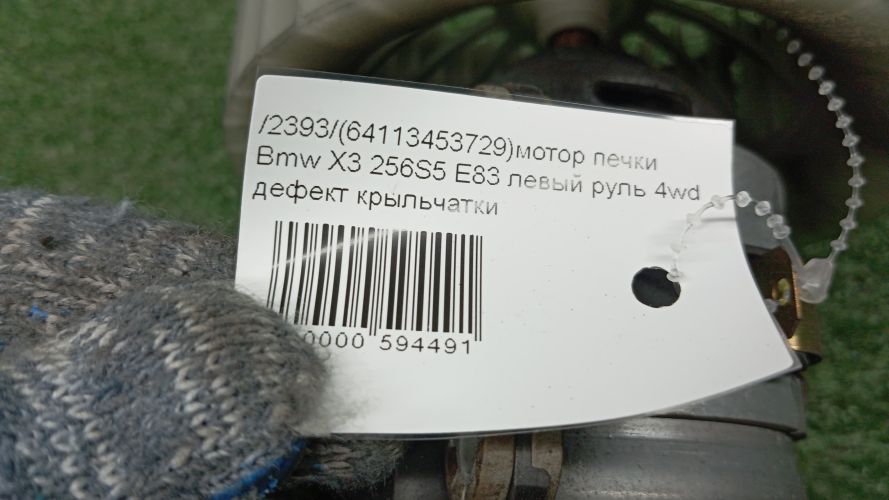 /2393/(64113453729)мотор печки
Bmw X3 256S5 E83 левый руль 4wd
дефект крыльчатки
0000 594491